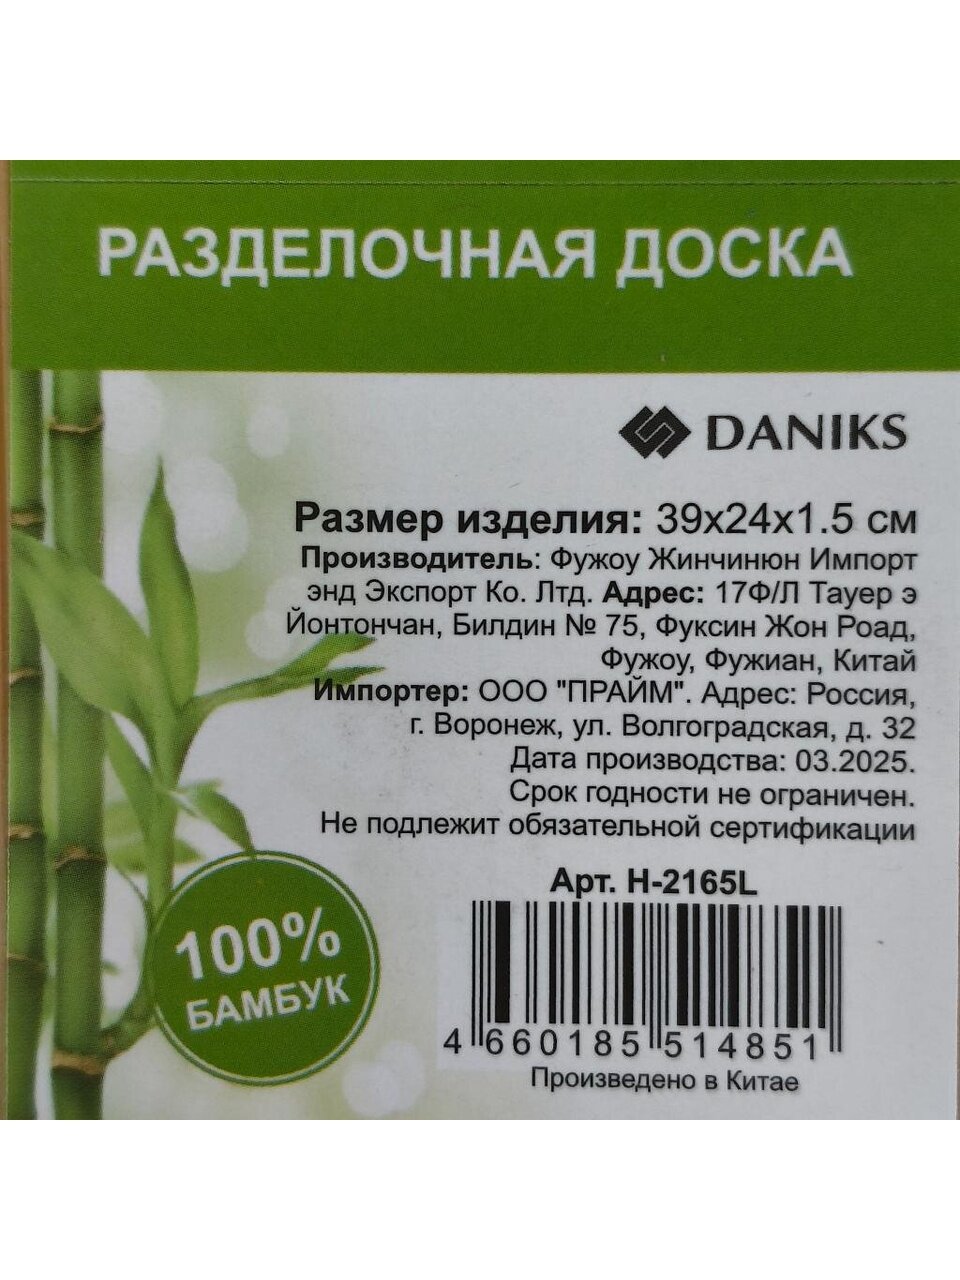 РАЗДЕЛОЧНАЯ ДОСКА
DANIKS
Размер изделия: 39x24x1.5 см
Производитель: Фужоу Жинчинюн Импорт
энд Экспорт Ко. Лтд. Адрес: 17Ф/Л Тауер э
Йонтончан, Билдин № 75, Фуксин Жон Роад,
Фужоу, Фужиан, Китай
Импортер: ООО "ПРАЙМ". Адрес: Россия,
г. Воронеж, ул. Волгоградская, д. 32
Дата производства: 03.2025.
Срок годности не ограничен.
Не подлежит обязательной сертификации
Арт. H-2165L
100%
БАМБУК
4 660185 514851
Произведено в Китае